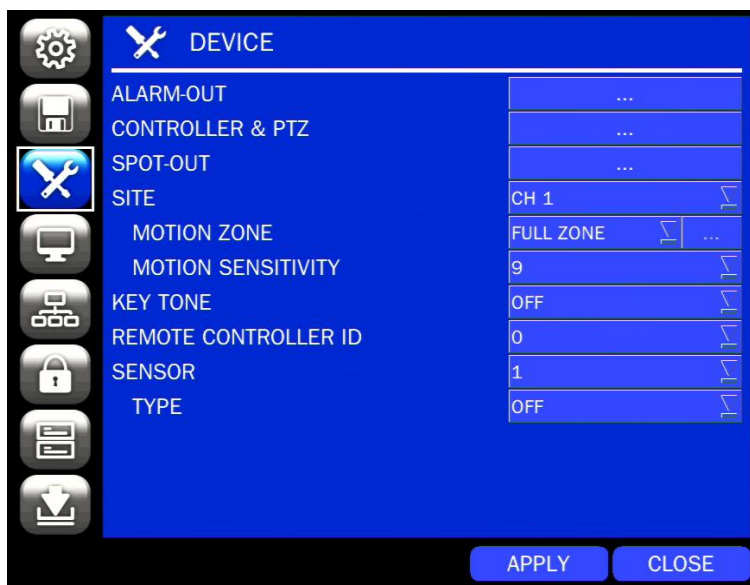 DEVICE
ALARM-OUT ...
CONTROLLER & PTZ ...
SPOT-OUT ...
SITE CH 1
MOTION ZONE FULL ZONE ...
MOTION SENSITIVITY 9
KEY TONE OFF
REMOTE CONTROLLER ID 0
SENSOR 1
TYPE OFF
APPLY CLOSE